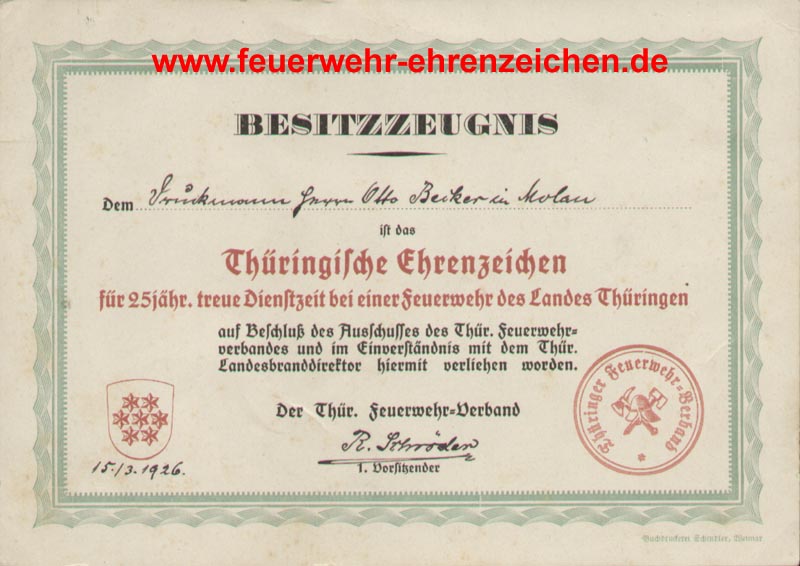 www.feuerwehr-ehrenzeichen.de
BESITZZEUGNIS
Dem Druckmann Herrn Otto Becker in Molau
ist das
Thüringische Ehrenzeichen
für 25jähr. treue Dienstzeit bei einer Feuerwehr des Landes Thüringen
auf Beschluß des Ausschusses des Thür. Feuerwehr-
verbandes und im Einverständnis mit dem Thür.
Landesbranddirektor hiermit verliehen worden.
Der Thür. Feuerwehr-Verband
R. Schröder
1. Vorsitzender
15./3. 1926.
Thüringer Feuerwehr-Verband
Buchdruckerei Schindler, Weimar